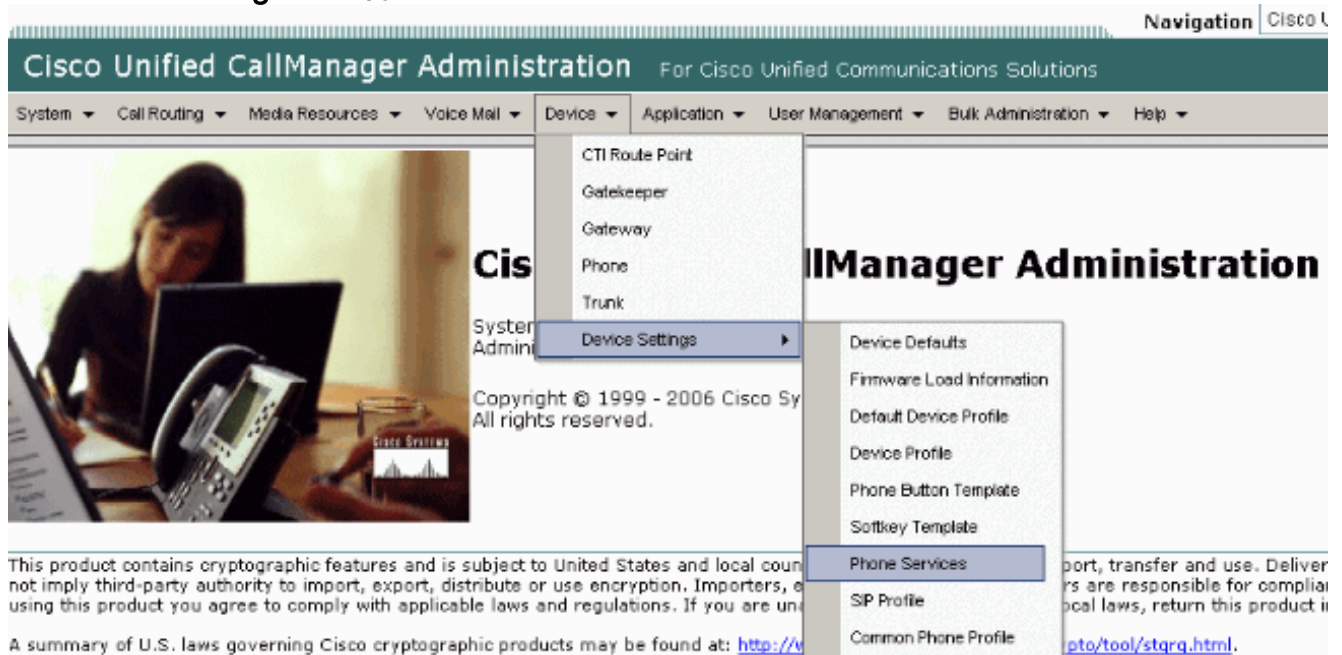 Navigation Cisco U
Cisco Unified CallManager Administration For Cisco Unified Communications Solutions
System Call Routing Media Resources Voice Mail Device Application User Management Bulk Administration Help
CTI Route Point
Gatekeeper
Gateway
Phone
Trunk
Device Settings
Device Defaults
Firmware Load Information
Default Device Profile
Device Profile
Phone Button Template
Softkey Template
Phone Services
SIP Profile
Common Phone Profile
Cis llManager Administration
System
Admini
Copyright © 1999 - 2006 Cisco Sy
All rights reserved.
CISCO SYSTEMS
This product contains cryptographic features and is subject to United States and local coun port, transfer and use. Deliver
not imply third-party authority to import, export, distribute or use encryption. Importers, e rs are responsible for complian
using this product you agree to comply with applicable laws and regulations. If you are una ocal laws, return this product i
A summary of U.S. laws governing Cisco cryptographic products may be found at: http://w pto/tool/stqrg.html.